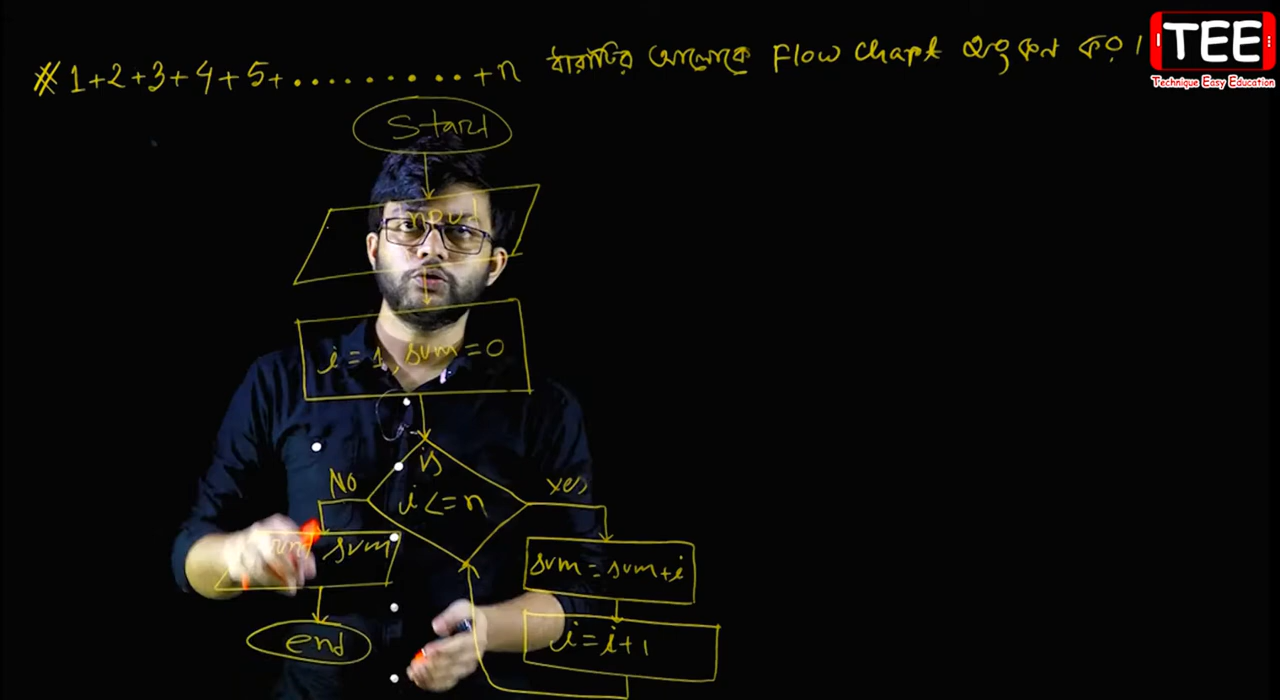 # 1+2+3+4+5+..........+n ধারাটির আলোকে Flow Chart অংকন কর।
TEE
Technique Easy Education
Start
input
i=1, sum=0
is
i<=n
No
Yes
sum
sum=sum+i
i=i+1
end